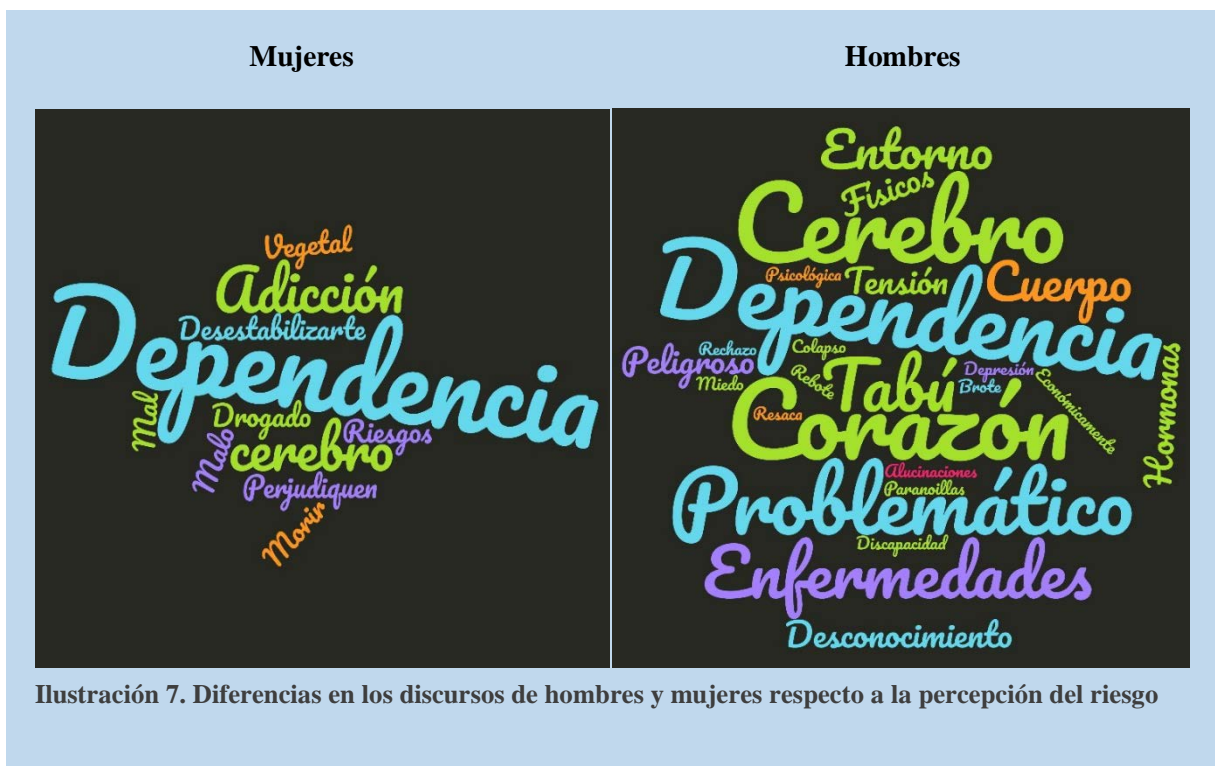 Mujeres
Hombres
Vegetal
Adicción
Desestabilizarte
Dependencia
Mal
Drogado
Malo
Riesgos
cerebro
Perjudiquen
Morir
Entorno
Físicos
Cerebro
Psicológica
Tensión
Cuerpo
Dependencia
Peligroso
Rechazo
Colapso
Miedo
Rebote
Tabú
Depresión
Brote
Económicamente
Hormonas
Resaca
Corazón
Alucinaciones
Paranoillas
Problemático
Discapacidad
Enfermedades
Desconocimiento
Ilustración 7. Diferencias en los discursos de hombres y mujeres respecto a la percepción del riesgo